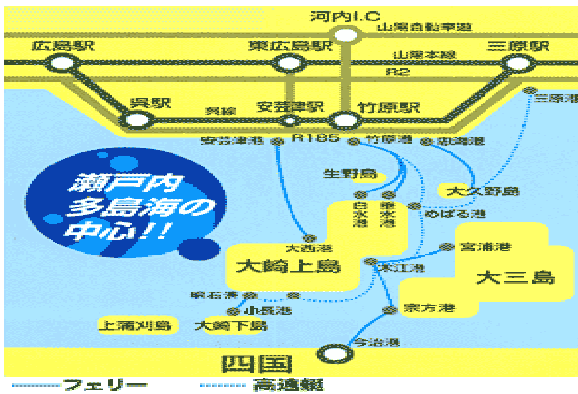 河内I.C
山陽自動車道
広島駅
東広島駅
三原駅
山陽本線
R2
呉駅
呉線
安芸津駅
竹原駅
三原港
安芸津港
R185
竹原港
忠海港
生野島
大久野島
瀬戸内
多島海の
中心!!
白水港
垂水港
めばる港
大西港
大崎上島
木江港
宮浦港
大三島
明石港
小長港
宗方港
上蒲刈島
大崎下島
今治港
四国
フェリー
高速艇